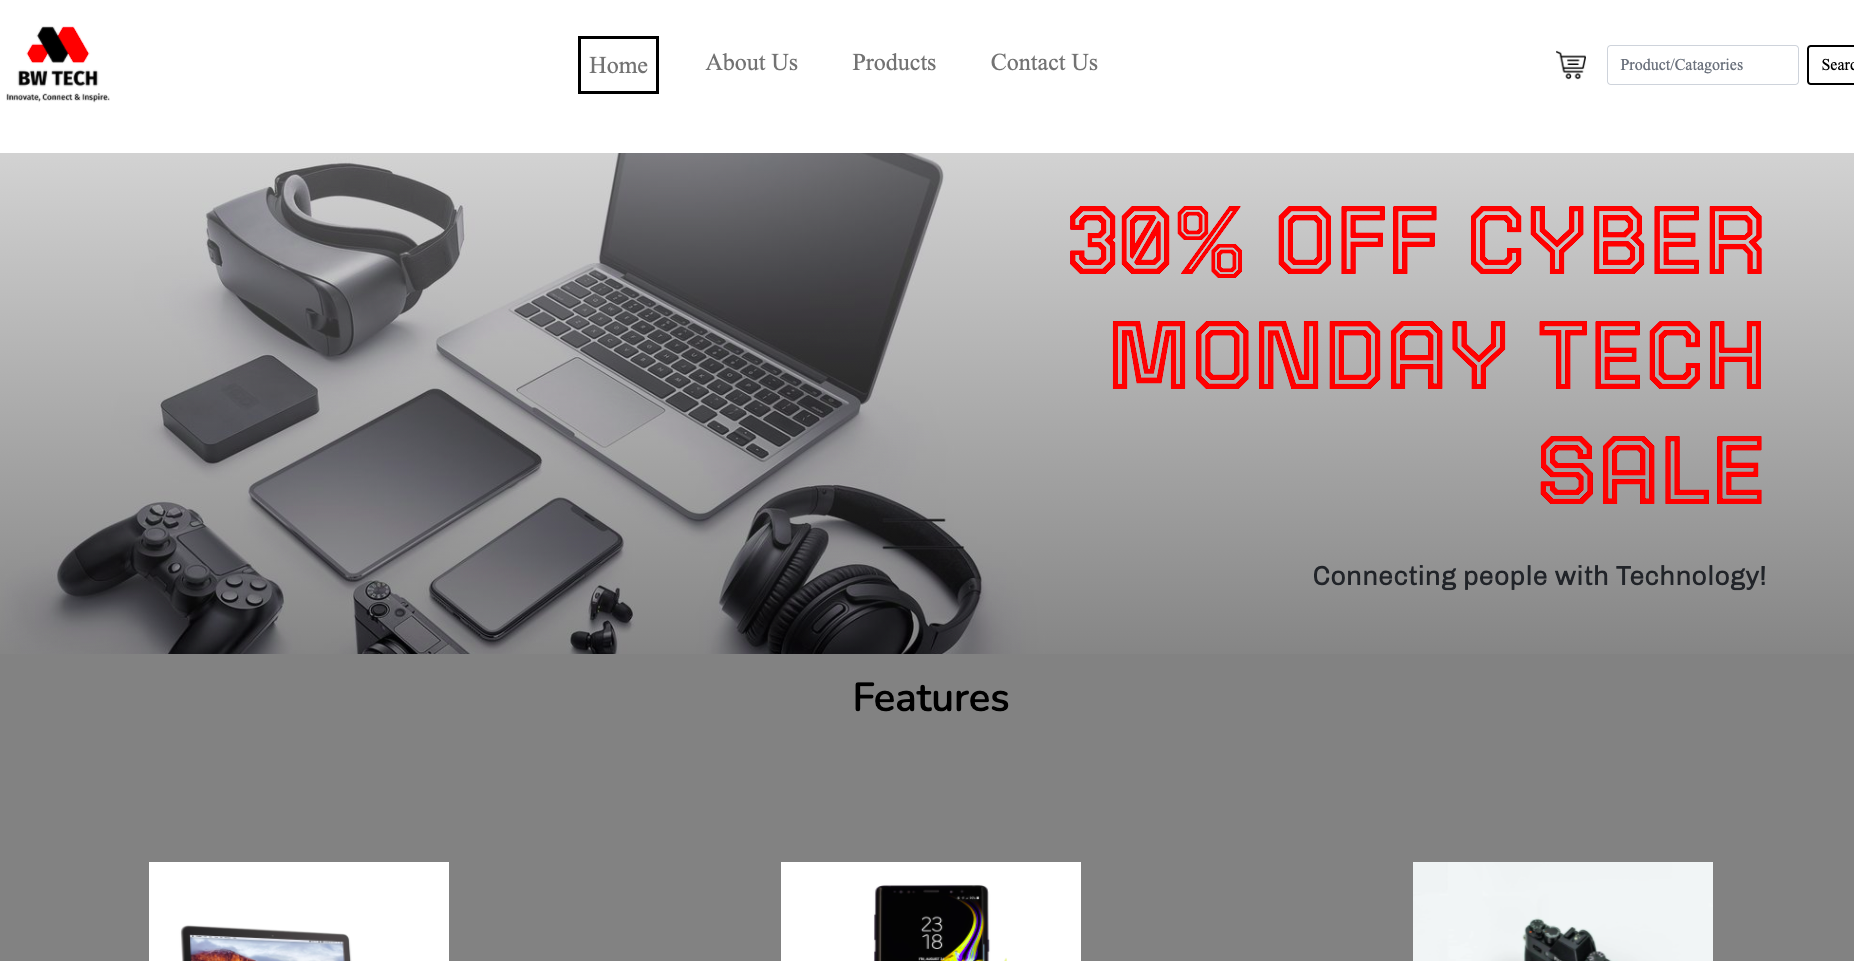 BW TECH
Innovate, Connect & Inspire.
Home About Us Products Contact Us
Product/Catagories
Searc
30% OFF CYBER
MONDAY TECH
SALE
Connecting people with Technology!
Features
23
18